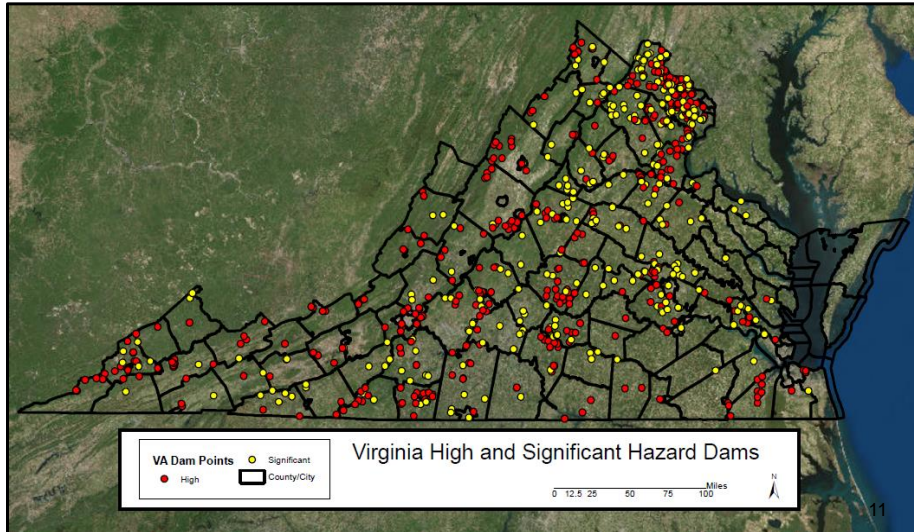 Virginia High and Significant Hazard Dams
VA Dam Points
Significant
High
County/City
Miles
0 12.5 25 50 75 100
N
11